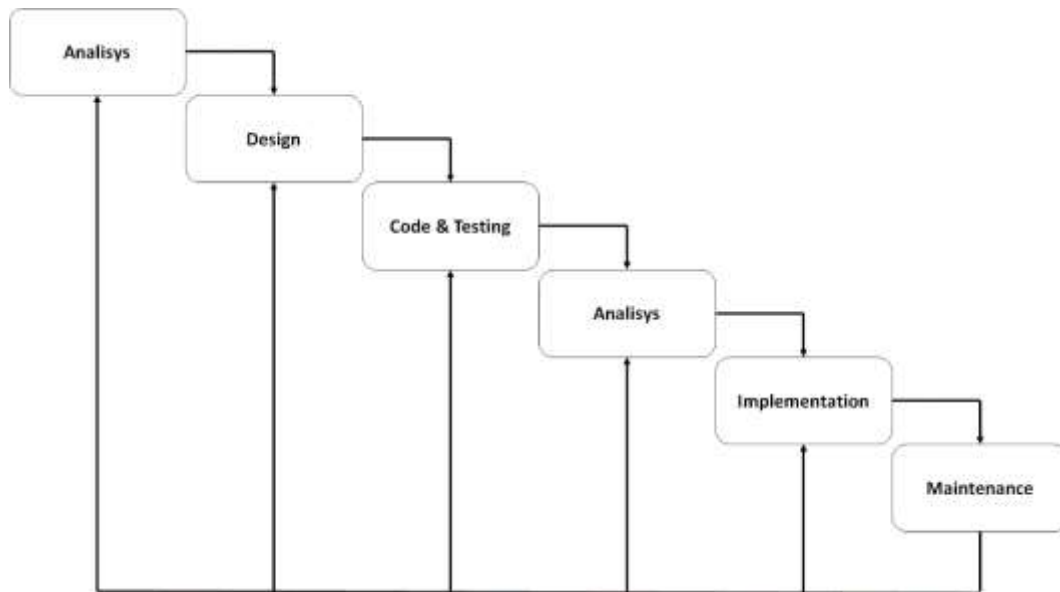 Analisys
Design
Code & Testing
Analisys
Implementation
Maintenance